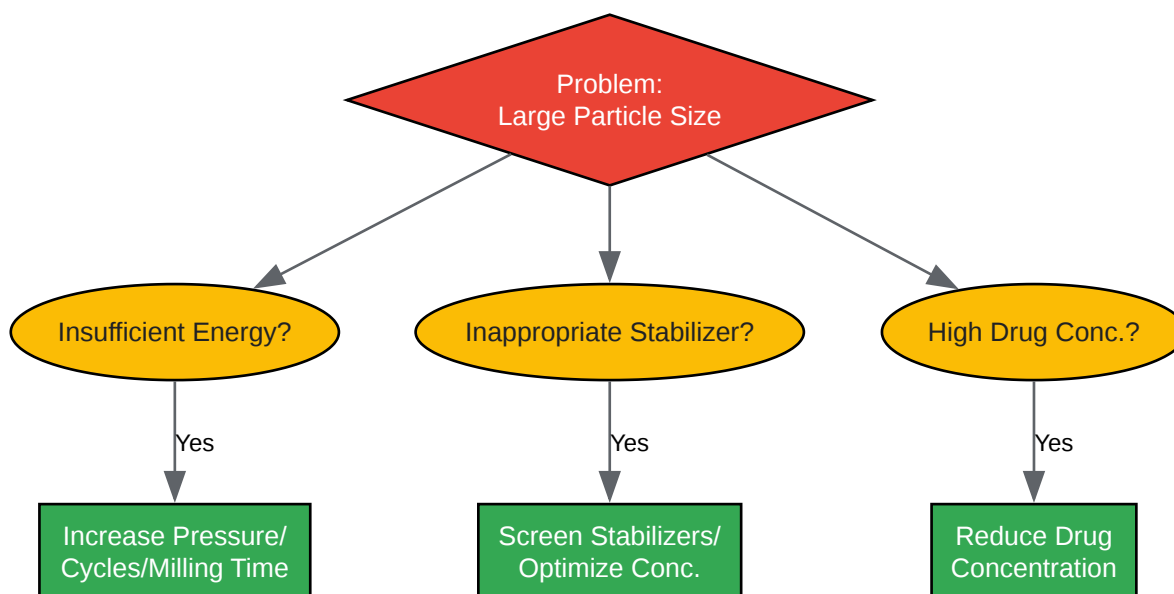 Problem:
Large Particle Size
Insufficient Energy?
Inappropriate Stabilizer?
High Drug Conc.?
Yes
Yes
Yes
Increase Pressure/
Cycles/Milling Time
Screen Stabilizers/
Optimize Conc.
Reduce Drug
Concentration